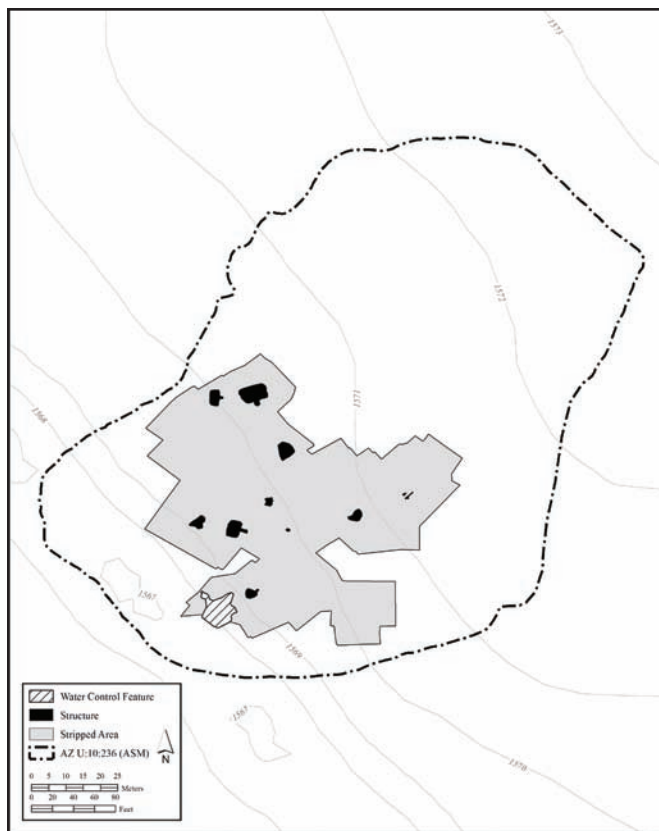 1573
1572
1571
1568
1567
1569
1567
1570
Water Control Feature
Structure
Stripped Area
AZ U:10:236 (ASM)
N
0 5 10 15 20 25
Meters
0 20 40 60 80
Feet